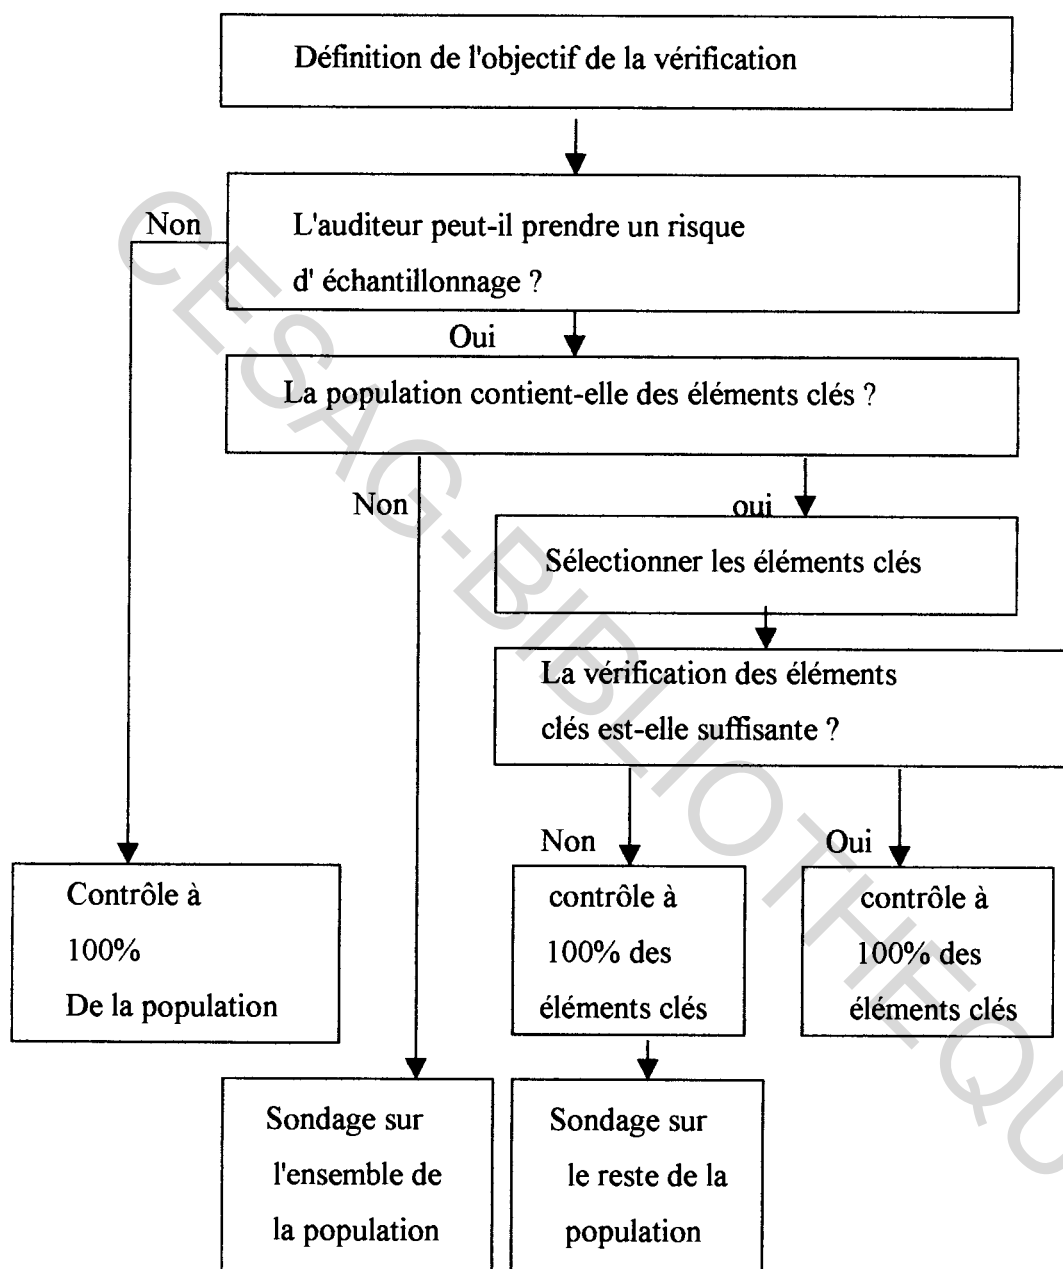 Définition de l'objectif de la vérification
Non
L'auditeur peut-il prendre un risque
d' échantillonnage ?
Oui
La population contient-elle des éléments clés ?
Non
oui
Sélectionner les éléments clés
La vérification des éléments
clés est-elle suffisante ?
Non
Oui
Contrôle à
100%
De la population
contrôle à
100% des
éléments clés
contrôle à
100% des
éléments clés
Sondage sur
l'ensemble de
la population
Sondage sur
le reste de la
population
CESAG-BIBLIOTHEQU